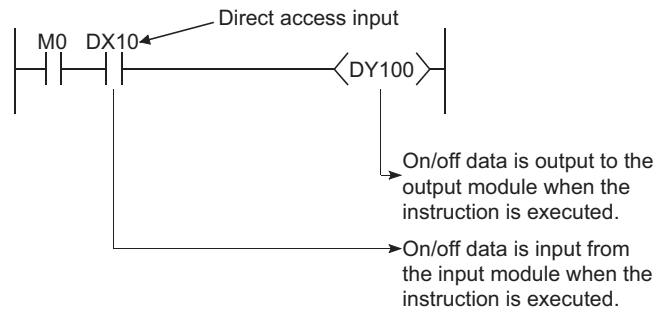 Direct access input
M0 DX10
DY100
On/off data is output to the
output module when the
instruction is executed.
On/off data is input from
the input module when the
instruction is executed.